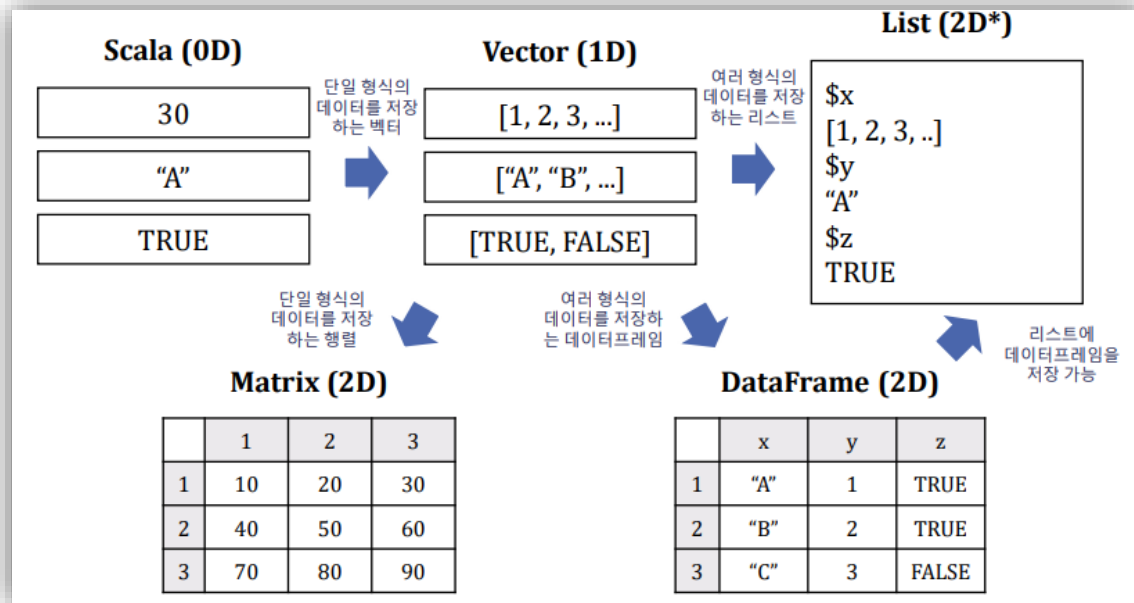 Scala (0D)
30
“A”
TRUE
단일 형식의
데이터를 저장
하는 벡터
Vector (1D)
[1, 2, 3, ...]
[“A”, “B”, ...]
[TRUE, FALSE]
여러 형식의
데이터를 저장
하는 리스트
List (2D*)
$x
[1, 2, 3, ..]
$y
“A”
$z
TRUE
단일 형식의
데이터를 저장
하는 행렬
여러 형식의
데이터를 저장하
는 데이터프레임
리스트에
데이터프레임을
저장 가능
Matrix (2D)
1 2 3
1 10 20 30
2 40 50 60
3 70 80 90
DataFrame (2D)
x y z
1 “A” 1 TRUE
2 “B” 2 TRUE
3 “C” 3 FALSE